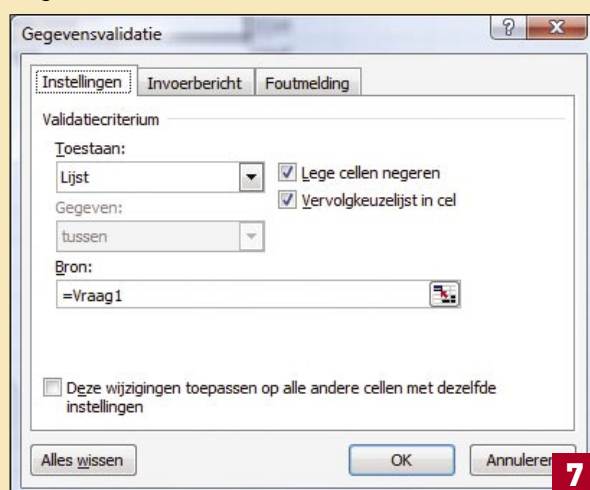 Gegevensvalidatie
?
X
Instellingen Invoerbericht Foutmelding
Validatiecriterium
Toestaan:
Lijst
Lege cellen negeren
Gegeven:
Vervolgkeuzelijst in cel
tussen
Bron:
=Vraag1
Deze wijzigingen toepassen op alle andere cellen met dezelfde
instellingen
Alles wissen OK Annuleren
7